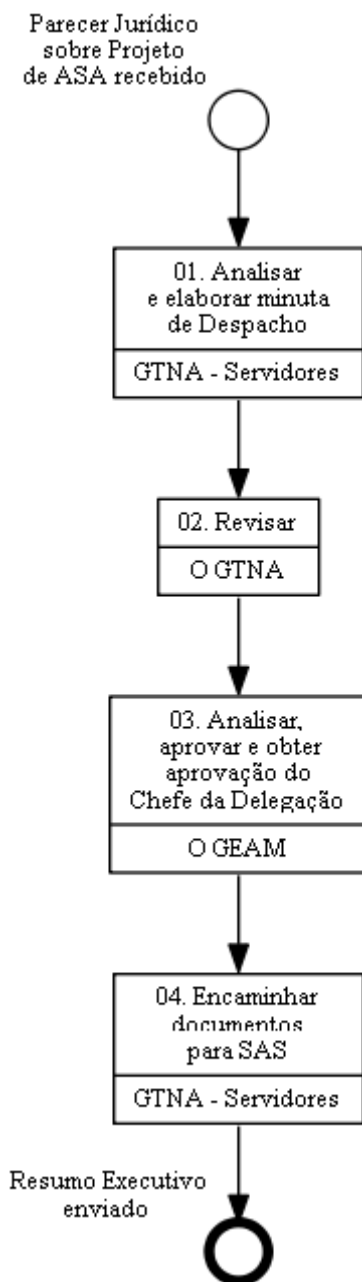 Parecer Jurídico
sobre Projeto
de ASA recebido
01. Analisar
e elaborar minuta
de Despacho
GTNA - Servidores
02. Revisar
O GTNA
03. Analisar,
aprovar e obter
aprovação do
Chefe da Delegação
O GEAM
04. Encaminhar
documentos
para SAS
GTNA - Servidores
Resumo Executivo
enviado